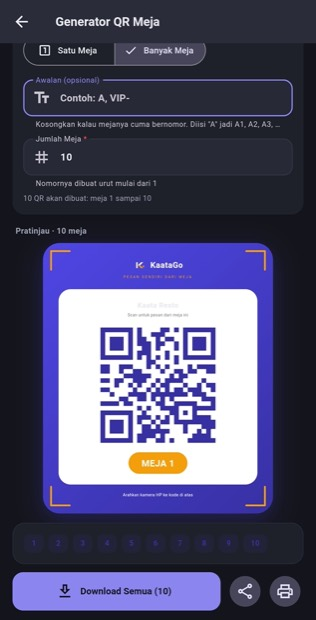 Generator QR Meja
Satu Meja
Banyak Meja
Awalan (opsional)
Contoh: A, VIP-
Kosongkan kalau mejanya cuma bernomor. Diisi "A" jadi A1, A2, A3, ...
Jumlah Meja *
10
Nomornya dibuat urut mulai dari 1
10 QR akan dibuat: meja 1 sampai 10
Pratinjau · 10 meja
KaataGo
PESAN SENDIRI DARI MEJA
Kaata Resto
Scan untuk pesan dari meja ini
MEJA 1
Arahkan kamera HP ke kode di atas
1 2 3 4 5 6 7 8 9 10
Download Semua (10)